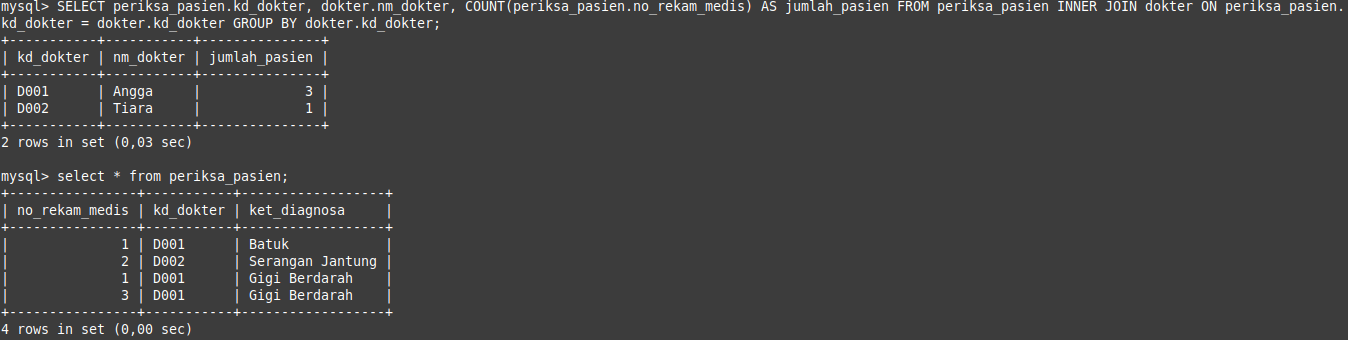 mysql> SELECT periksa_pasien.kd_dokter, dokter.nm_dokter, COUNT(periksa_pasien.no_rekam_medis) AS jumlah_pasien FROM periksa_pasien INNER JOIN dokter ON periksa_pasien.
kd_dokter = dokter.kd_dokter GROUP BY dokter.kd_dokter;
+-----------+-----------+---------------+
| kd_dokter | nm_dokter | jumlah_pasien |
+-----------+-----------+---------------+
| D001      | Angga     |             3 |
| D002      | Tiara     |             1 |
+-----------+-----------+---------------+
2 rows in set (0,03 sec)

mysql> select * from periksa_pasien;
+----------------+-----------+------------------+
| no_rekam_medis | kd_dokter | ket_diagnosa     |
+----------------+-----------+------------------+
|              1 | D001      | Batuk            |
|              2 | D002      | Serangan Jantung |
|              1 | D001      | Gigi Berdarah    |
|              3 | D001      | Gigi Berdarah    |
+----------------+-----------+------------------+
4 rows in set (0,00 sec)